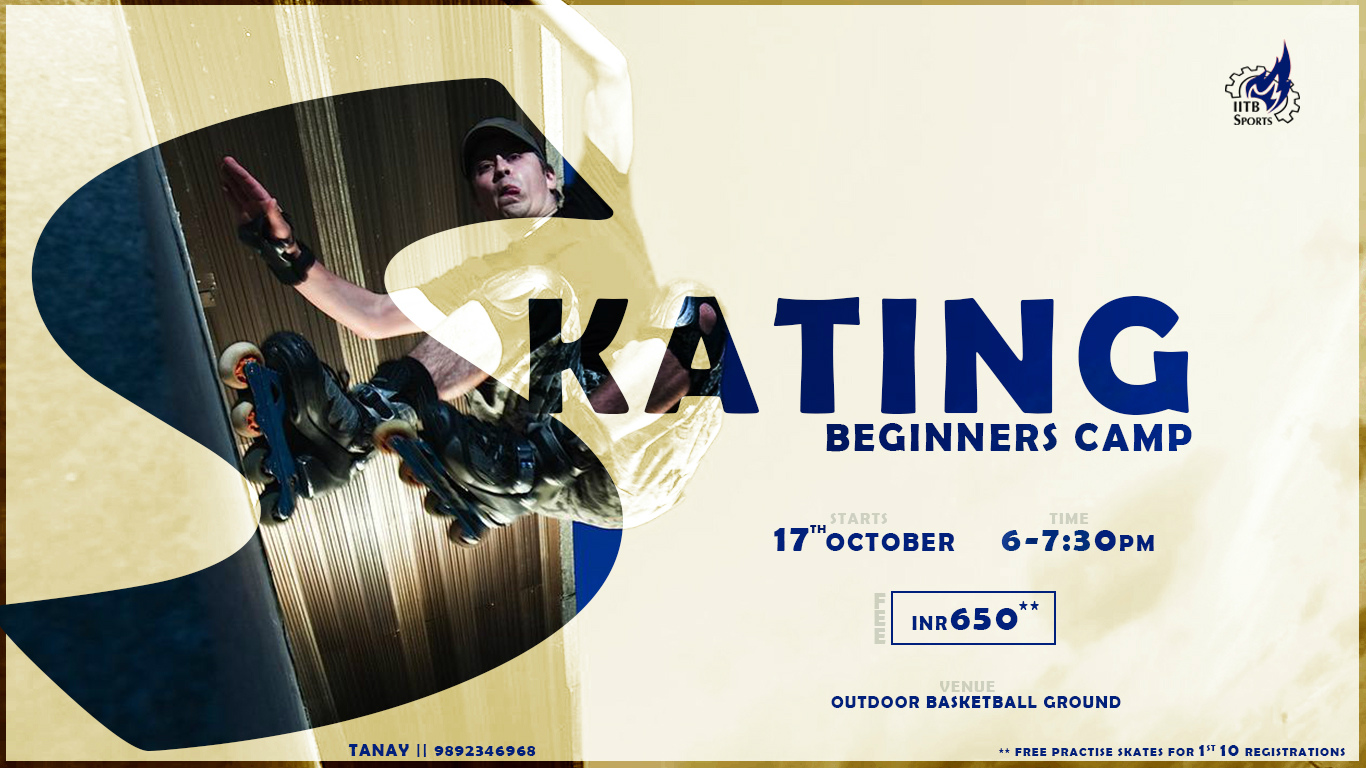 IITB
SPORTS
SKATING
BEGINNERS CAMP
STARTS
17TH OCTOBER
TIME
6-7:30PM
FEE
INR650**
VENUE
OUTDOOR BASKETBALL GROUND
TANAY || 9892346968
** FREE PRACTISE SKATES FOR 1ST 10 REGISTRATIONS